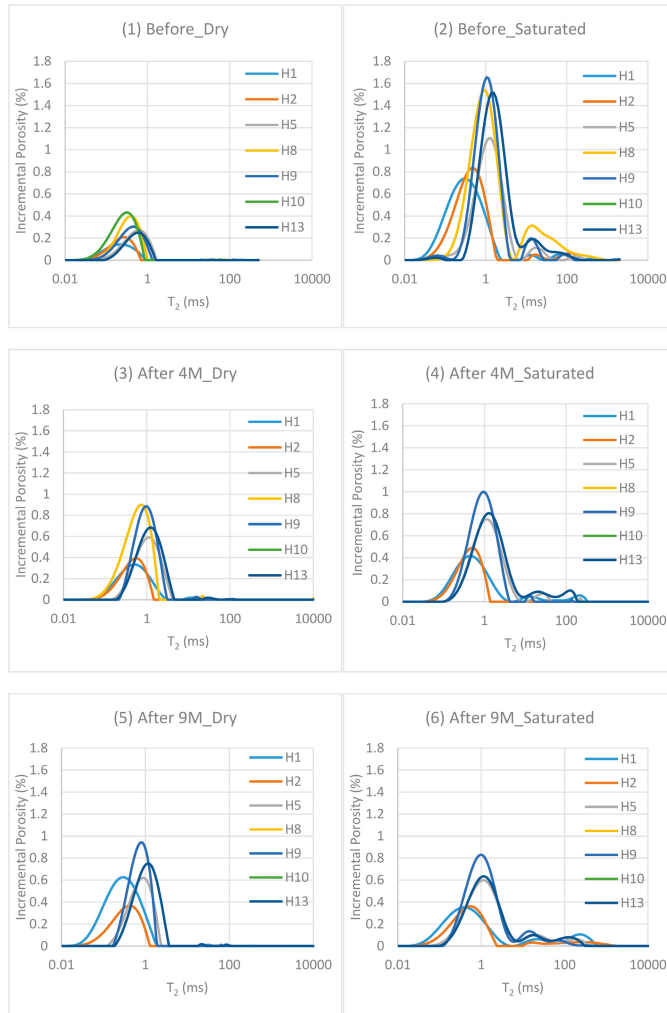 (1) Before_Dry
Incremental Porosity (%)
1.8
1.6
1.4
1.2
1
0.8
0.6
0.4
0.2
0
0.01
1
100
10000
T2 (ms)
H1
H2
H5
H8
H9
H10
H13
(2) Before_Saturated
Incremental Porosity (%)
1.8
1.6
1.4
1.2
1
0.8
0.6
0.4
0.2
0
0.01
1
100
10000
T2 (ms)
H1
H2
H5
H8
H9
H10
H13
(3) After 4M_Dry
Incremental Porosity (%)
1.8
1.6
1.4
1.2
1
0.8
0.6
0.4
0.2
0
0.01
1
100
10000
T2 (ms)
H1
H2
H5
H8
H9
H10
H13
(4) After 4M_Saturated
Incremental Porosity (%)
1.8
1.6
1.4
1.2
1
0.8
0.6
0.4
0.2
0
0.01
1
100
10000
T2 (ms)
H1
H2
H5
H8
H9
H10
H13
(5) After 9M_Dry
Incremental Porosity (%)
1.8
1.6
1.4
1.2
1
0.8
0.6
0.4
0.2
0
0.01
1
100
10000
T2 (ms)
H1
H2
H5
H8
H9
H10
H13
(6) After 9M_Saturated
Incremental Porosity (%)
1.8
1.6
1.4
1.2
1
0.8
0.6
0.4
0.2
0
0.01
1
100
10000
T2 (ms)
H1
H2
H5
H8
H9
H10
H13